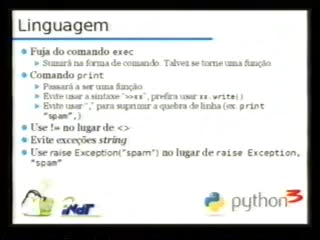 Linguagem
Fuja do comando exec
Sumirá na forma de comando. Talvez se torne uma função
Comando print
Passará a ser uma função
Evite usar a sintaxe ">>xx", prefira usar xx.write()
Evite usar "," para suprimir a quebra de linha (ex: print
"spam",)
Use != no lugar de <>
Evite exceções string
Use raise Exception("spam") no lugar de raise Exception,
"spam"
python3